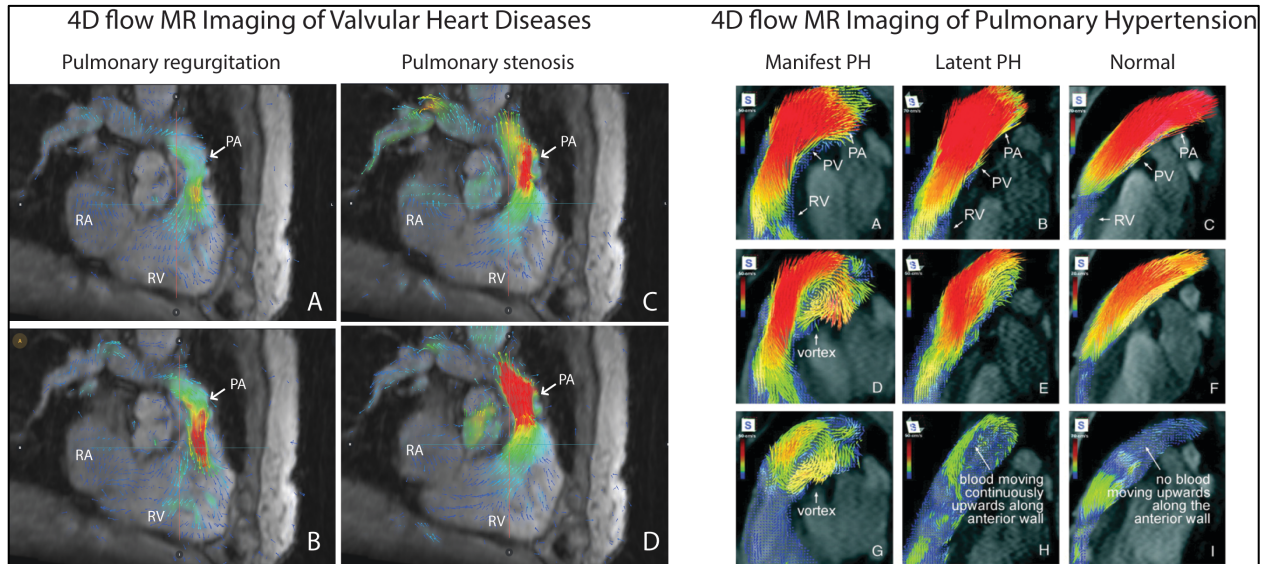 4D flow MR Imaging of Valvular Heart Diseases
Pulmonary regurgitation
Pulmonary stenosis
PA
RA
RV
A
PA
RA
RV
C
A
PA
RA
RV
B
PA
RA
RV
D
4D flow MR Imaging of Pulmonary Hypertension
Manifest PH
Latent PH
Normal
S
PA
PV
RV
A
S
PA
PV
RV
B
S
PA
PV
RV
C
S
vortex
D
S
E
S
F
S
vortex
G
S
blood moving
continuously
upwards along
anterior wall
H
S
no blood
moving upwards
along the
anterior wall
I